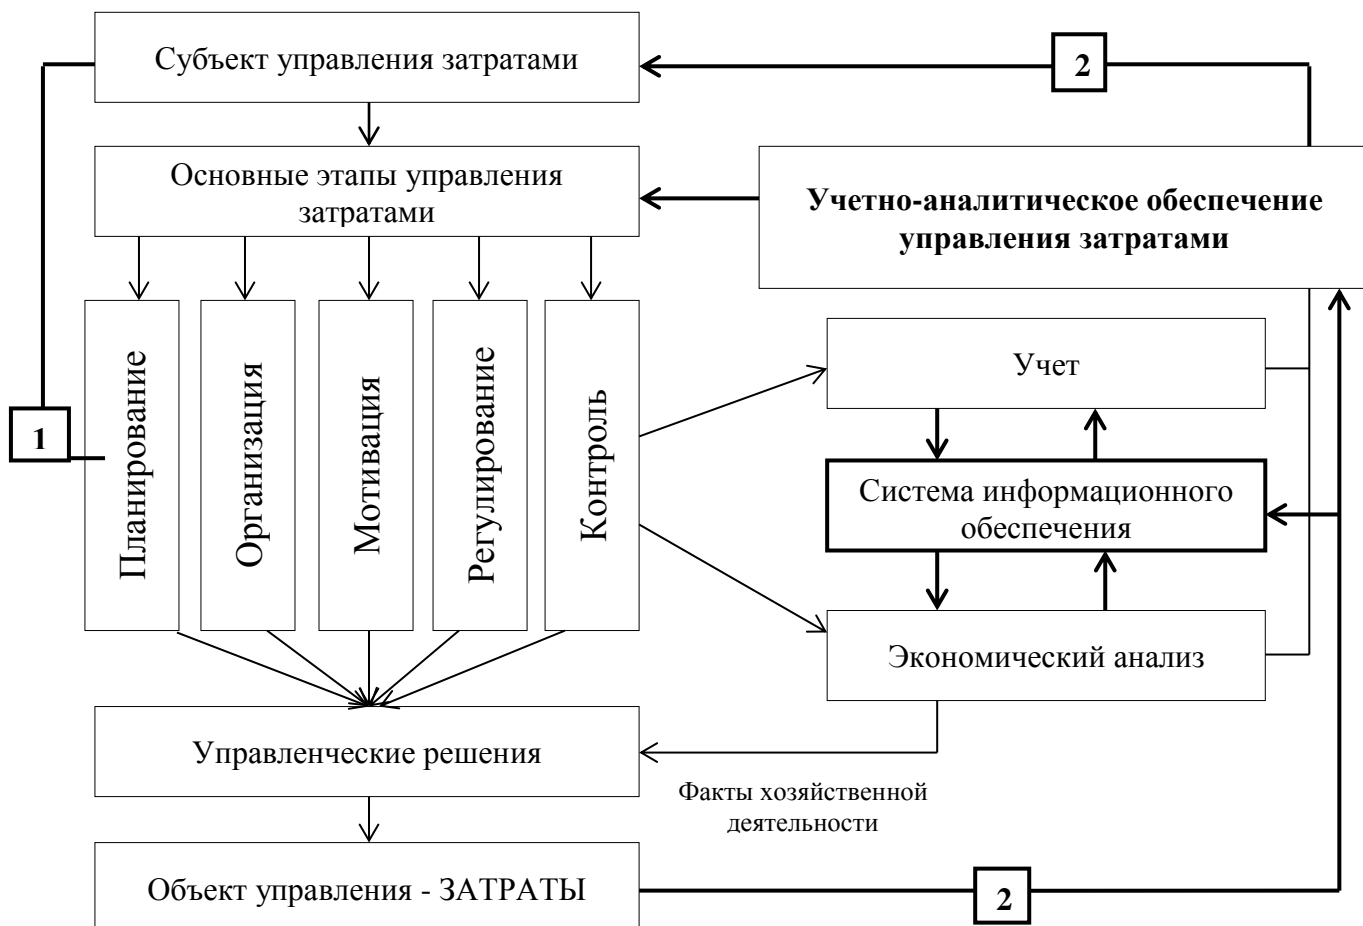 Субъект управления затратами
2
Основные этапы управления
затратами
Учетно-аналитическое обеспечение
управления затратами
1
Планирование
Организация
Мотивация
Регулирование
Контроль
Учет
Система информационного
обеспечения
Экономический анализ
Управленческие решения
Факты хозяйственной
деятельности
Объект управления - ЗАТРАТЫ
2